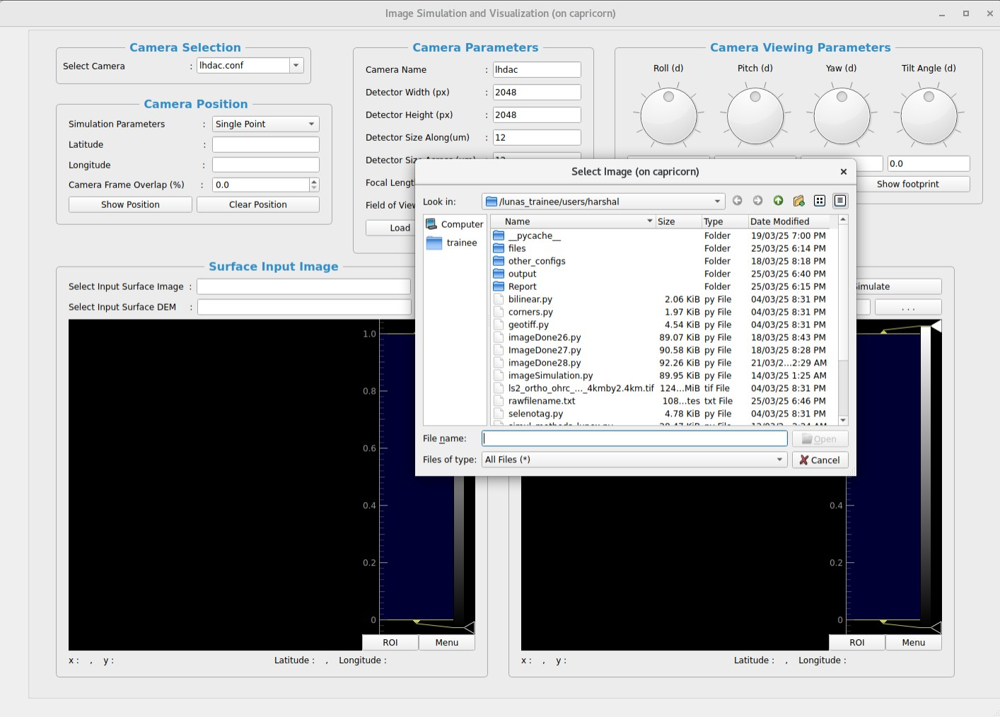 Image Simulation and Visualization (on capricorn)
Camera Selection
Select Camera : lhdac.conf
Camera Position
Simulation Parameters : Single Point
Latitude :
Longitude :
Camera Frame Overlap (%) : 0.0
Show Position Clear Position
Camera Parameters
Camera Name : lhdac
Detector Width (px) : 2048
Detector Height (px) : 2048
Detector Size Along(um) : 12
Detector Size
Focal Lengt
Field of View
Load
Camera Viewing Parameters
Roll (d) Pitch (d) Yaw (d) Tilt Angle (d)
0.0
Show footprint
Select Image (on capricorn)
Look in: /lunas_trainee/users/harshal
Computer
trainee
Name Size Type Date Modified
__pycache__ Folder 19/03/25 7:00 PM
files Folder 25/03/25 6:14 PM
other_configs Folder 18/03/25 8:18 PM
output Folder 25/03/25 6:40 PM
Report Folder 25/03/25 6:15 PM
bilinear.py 2.06 KiB py File 04/03/25 8:31 PM
corners.py 1.97 KiB py File 04/03/25 8:31 PM
geotiff.py 4.54 KiB py File 04/03/25 8:31 PM
imageDone26.py 89.07 KiB py File 18/03/25 8:43 PM
ImageDone27.py 90.58 KiB py File 18/03/25 8:28 PM
imageDone28.py 92.26 KiB py File 21/03/2...2:29 AM
imageSimulation.py 89.95 KiB py File 14/03/25 1:25 AM
ls2_ortho_ohrc_..._4kmby2.4km.tif 124...MiB tif File 04/03/25 8:31 PM
rawfilename.txt 108...tes txt File 25/03/25 6:46 PM
selenotag.py 4.78 KiB py File 04/03/25 8:31 PM
File name: Open
Files of type: All Files (*) Cancel
Surface Input Image
Select Input Surface Image :
Select Input Surface DEM :
1.0
0.8
0.6
0.4
0.2
0
ROI Menu
x : , y : Latitude : , Longitude :
imulate
. . .
0.4
0.2
0
ROI Menu
x : , y : Latitude : , Longitude :